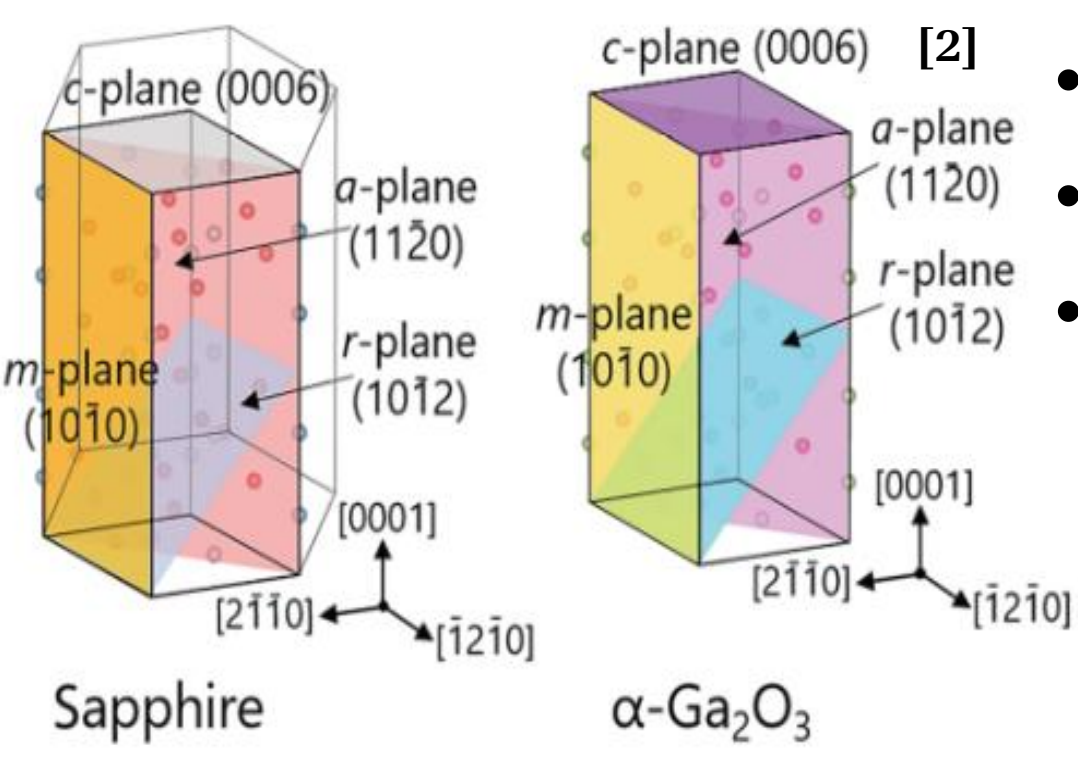 c-plane (0006)
a-plane
(112̄0)
r-plane
(101̄2)
m-plane
(101̄0)
[0001]
[21̄1̄0]
[1̄21̄0]
Sapphire
c-plane (0006)
[2]
a-plane
(112̄0)
r-plane
(101̄2)
m-plane
(101̄0)
[0001]
[21̄1̄0]
[1̄21̄0]
α-Ga₂O₃
•
•
•